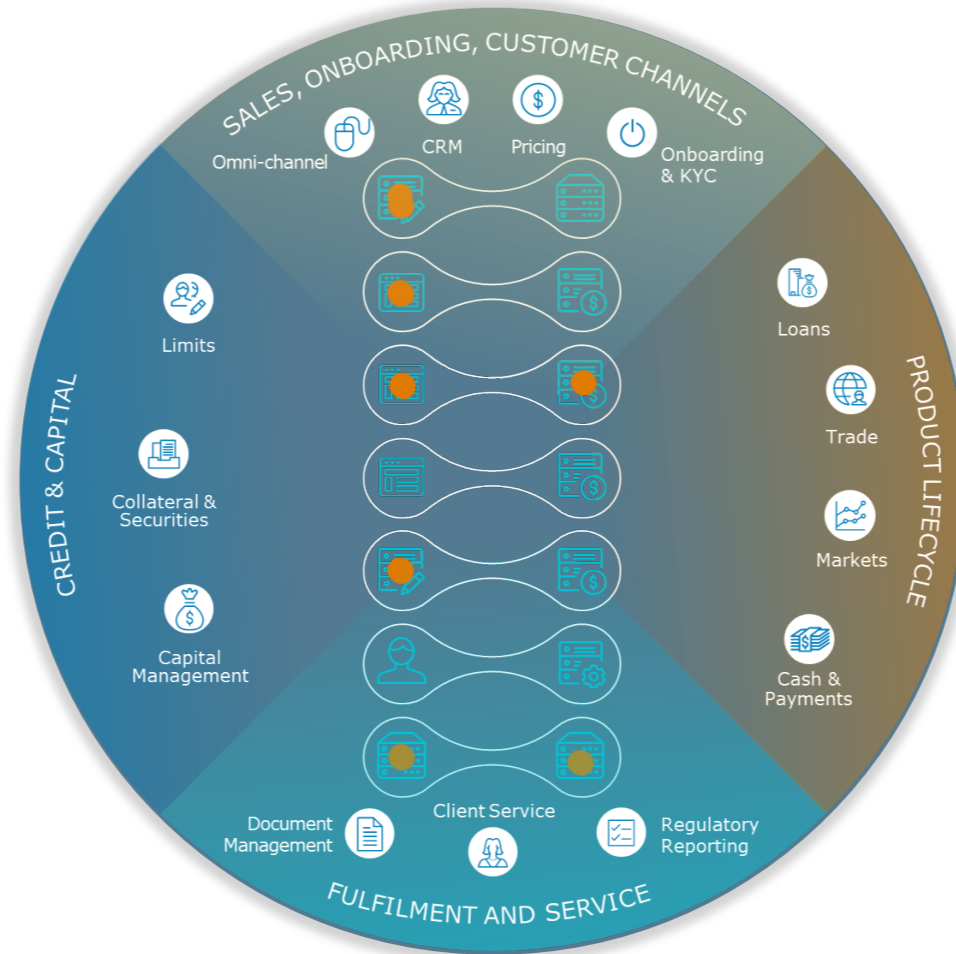 SALES, ONBOARDING, CUSTOMER CHANNELS
Omni-channel
CRM
Pricing
Onboarding
& KYC
CREDIT & CAPITAL
Limits
Collateral &
Securities
Capital
Management
PRODUCT LIFECYCLE
Loans
Trade
Markets
Cash &
Payments
Document
Management
Client Service
Regulatory
Reporting
FULFILMENT AND SERVICE